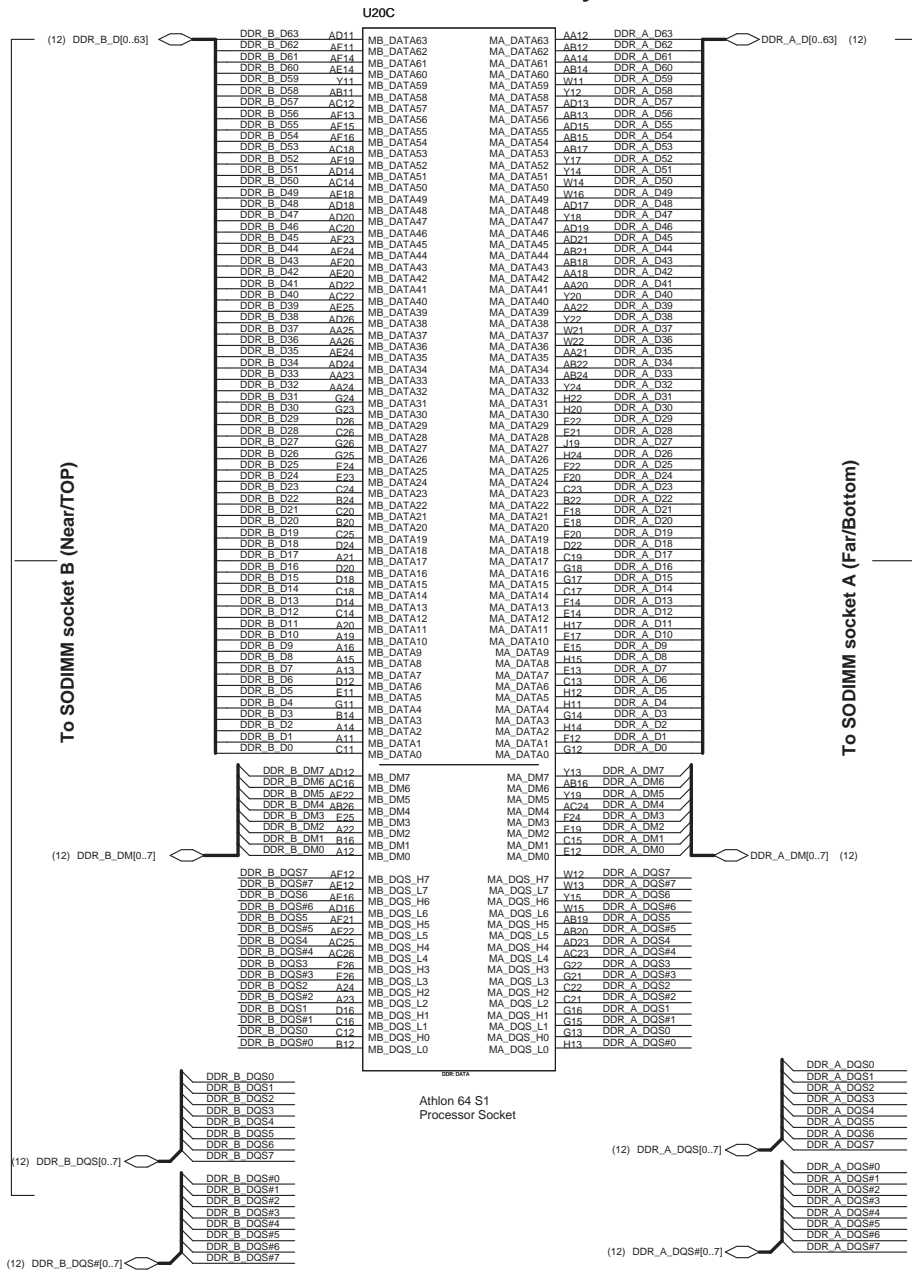 U20C
(12) DDR_B_D[0..63]
DDR_A_D[0..63] (12)
DDR_B_D63 AD11 MB_DATA63 MA_DATA63 AA12 DDR_A_D63
DDR_B_D62 AF11 MB_DATA62 MA_DATA62 AB12 DDR_A_D62
DDR_B_D61 AF14 MB_DATA61 MA_DATA61 AA14 DDR_A_D61
DDR_B_D60 AE14 MB_DATA60 MA_DATA60 AB14 DDR_A_D60
DDR_B_D59 Y11 MB_DATA59 MA_DATA59 W11 DDR_A_D59
DDR_B_D58 AB11 MB_DATA58 MA_DATA58 Y12 DDR_A_D58
DDR_B_D57 AC12 MB_DATA57 MA_DATA57 AD13 DDR_A_D57
DDR_B_D56 AF13 MB_DATA56 MA_DATA56 AB13 DDR_A_D56
DDR_B_D55 AF15 MB_DATA55 MA_DATA55 AD15 DDR_A_D55
DDR_B_D54 AF16 MB_DATA54 MA_DATA54 AB15 DDR_A_D54
DDR_B_D53 AC18 MB_DATA53 MA_DATA53 AB17 DDR_A_D53
DDR_B_D52 AF19 MB_DATA52 MA_DATA52 Y17 DDR_A_D52
DDR_B_D51 AD14 MB_DATA51 MA_DATA51 Y14 DDR_A_D51
DDR_B_D50 AC14 MB_DATA50 MA_DATA50 W14 DDR_A_D50
DDR_B_D49 AE18 MB_DATA49 MA_DATA49 W16 DDR_A_D49
DDR_B_D48 AD18 MB_DATA48 MA_DATA48 AD17 DDR_A_D48
DDR_B_D47 AD20 MB_DATA47 MA_DATA47 Y18 DDR_A_D47
DDR_B_D46 AC20 MB_DATA46 MA_DATA46 AD19 DDR_A_D46
DDR_B_D45 AF23 MB_DATA45 MA_DATA45 AD21 DDR_A_D45
DDR_B_D44 AF24 MB_DATA44 MA_DATA44 AB21 DDR_A_D44
DDR_B_D43 AF20 MB_DATA43 MA_DATA43 AB18 DDR_A_D43
DDR_B_D42 AE20 MB_DATA42 MA_DATA42 AA18 DDR_A_D42
DDR_B_D41 AD22 MB_DATA41 MA_DATA41 AA20 DDR_A_D41
DDR_B_D40 AC22 MB_DATA40 MA_DATA40 Y20 DDR_A_D40
DDR_B_D39 AE25 MB_DATA39 MA_DATA39 AA22 DDR_A_D39
DDR_B_D38 AD26 MB_DATA38 MA_DATA38 Y22 DDR_A_D38
DDR_B_D37 AA25 MB_DATA37 MA_DATA37 W21 DDR_A_D37
DDR_B_D36 AA26 MB_DATA36 MA_DATA36 W22 DDR_A_D36
DDR_B_D35 AE24 MB_DATA35 MA_DATA35 AA21 DDR_A_D35
DDR_B_D34 AD24 MB_DATA34 MA_DATA34 AB22 DDR_A_D34
DDR_B_D33 AA23 MB_DATA33 MA_DATA33 AB24 DDR_A_D33
DDR_B_D32 AA24 MB_DATA32 MA_DATA32 Y24 DDR_A_D32
DDR_B_D31 G24 MB_DATA31 MA_DATA31 H22 DDR_A_D31
DDR_B_D30 G23 MB_DATA30 MA_DATA30 H20 DDR_A_D30
DDR_B_D29 D26 MB_DATA29 MA_DATA29 E22 DDR_A_D29
DDR_B_D28 C26 MB_DATA28 MA_DATA28 E21 DDR_A_D28
DDR_B_D27 G26 MB_DATA27 MA_DATA27 J19 DDR_A_D27
DDR_B_D26 G25 MB_DATA26 MA_DATA26 H24 DDR_A_D26
DDR_B_D25 E24 MB_DATA25 MA_DATA25 F22 DDR_A_D25
DDR_B_D24 E23 MB_DATA24 MA_DATA24 F20 DDR_A_D24
DDR_B_D23 C24 MB_DATA23 MA_DATA23 C23 DDR_A_D23
DDR_B_D22 B24 MB_DATA22 MA_DATA22 B22 DDR_A_D22
DDR_B_D21 C20 MB_DATA21 MA_DATA21 F18 DDR_A_D21
DDR_B_D20 B20 MB_DATA20 MA_DATA20 E18 DDR_A_D20
DDR_B_D19 C25 MB_DATA19 MA_DATA19 E20 DDR_A_D19
DDR_B_D18 D24 MB_DATA18 MA_DATA18 D22 DDR_A_D18
DDR_B_D17 A21 MB_DATA17 MA_DATA17 C19 DDR_A_D17
DDR_B_D16 D20 MB_DATA16 MA_DATA16 G18 DDR_A_D16
DDR_B_D15 D18 MB_DATA15 MA_DATA15 G17 DDR_A_D15
DDR_B_D14 C18 MB_DATA14 MA_DATA14 C17 DDR_A_D14
DDR_B_D13 D14 MB_DATA13 MA_DATA13 F14 DDR_A_D13
DDR_B_D12 C14 MB_DATA12 MA_DATA12 E14 DDR_A_D12
DDR_B_D11 A20 MB_DATA11 MA_DATA11 H17 DDR_A_D11
DDR_B_D10 A19 MB_DATA10 MA_DATA10 E17 DDR_A_D10
DDR_B_D9 A16 MB_DATA9 MA_DATA9 E15 DDR_A_D9
DDR_B_D8 A15 MB_DATA8 MA_DATA8 H15 DDR_A_D8
DDR_B_D7 A13 MB_DATA7 MA_DATA7 E13 DDR_A_D7
DDR_B_D6 D12 MB_DATA6 MA_DATA6 C13 DDR_A_D6
DDR_B_D5 E11 MB_DATA5 MA_DATA5 H12 DDR_A_D5
DDR_B_D4 G11 MB_DATA4 MA_DATA4 H11 DDR_A_D4
DDR_B_D3 B14 MB_DATA3 MA_DATA3 G14 DDR_A_D3
DDR_B_D2 A14 MB_DATA2 MA_DATA2 H14 DDR_A_D2
DDR_B_D1 A11 MB_DATA1 MA_DATA1 F12 DDR_A_D1
DDR_B_D0 C11 MB_DATA0 MA_DATA0 G12 DDR_A_D0
To SODIMM socket B (Near/TOP)
To SODIMM socket A (Far/Bottom)
DDR_B_DM7 AD12 MB_DM7 MA_DM7 Y13 DDR_A_DM7
DDR_B_DM6 AC16 MB_DM6 MA_DM6 AB16 DDR_A_DM6
DDR_B_DM5 AE22 MB_DM5 MA_DM5 Y19 DDR_A_DM5
DDR_B_DM4 AB26 MB_DM4 MA_DM4 AC24 DDR_A_DM4
DDR_B_DM3 E25 MB_DM3 MA_DM3 F24 DDR_A_DM3
DDR_B_DM2 A22 MB_DM2 MA_DM2 E19 DDR_A_DM2
DDR_B_DM1 B16 MB_DM1 MA_DM1 C15 DDR_A_DM1
DDR_B_DM0 A12 MB_DM0 MA_DM0 E12 DDR_A_DM0
(12) DDR_B_DM[0..7]
DDR_A_DM[0..7] (12)
DDR_B_DQS7 AF12 MB_DQS_H7 MA_DQS_H7 W12 DDR_A_DQS7
DDR_B_DQS#7 AE12 MB_DQS_L7 MA_DQS_L7 W13 DDR_A_DQS#7
DDR_B_DQS6 AE16 MB_DQS_H6 MA_DQS_H6 Y15 DDR_A_DQS6
DDR_B_DQS#6 AD16 MB_DQS_L6 MA_DQS_L6 W15 DDR_A_DQS#6
DDR_B_DQS5 AF21 MB_DQS_H5 MA_DQS_H5 AB19 DDR_A_DQS5
DDR_B_DQS#5 AF22 MB_DQS_L5 MA_DQS_L5 AB20 DDR_A_DQS#5
DDR_B_DQS4 AC25 MB_DQS_H4 MA_DQS_H4 AD23 DDR_A_DQS4
DDR_B_DQS#4 AC26 MB_DQS_L4 MA_DQS_L4 AC23 DDR_A_DQS#4
DDR_B_DQS3 F26 MB_DQS_H3 MA_DQS_H3 G22 DDR_A_DQS3
DDR_B_DQS#3 E26 MB_DQS_L3 MA_DQS_L3 G21 DDR_A_DQS#3
DDR_B_DQS2 A24 MB_DQS_H2 MA_DQS_H2 C22 DDR_A_DQS2
DDR_B_DQS#2 A23 MB_DQS_L2 MA_DQS_L2 C21 DDR_A_DQS#2
DDR_B_DQS1 D16 MB_DQS_H1 MA_DQS_H1 G16 DDR_A_DQS1
DDR_B_DQS#1 C16 MB_DQS_L1 MA_DQS_L1 G15 DDR_A_DQS#1
DDR_B_DQS0 C12 MB_DQS_H0 MA_DQS_H0 G13 DDR_A_DQS0
DDR_B_DQS#0 B12 MB_DQS_L0 MA_DQS_L0 H13 DDR_A_DQS#0
DDR: DATA
Athlon 64 S1
Processor Socket
DDR_B_DQS0
DDR_B_DQS1
DDR_B_DQS2
DDR_B_DQS3
DDR_B_DQS4
DDR_B_DQS5
DDR_B_DQS6
DDR_B_DQS7
(12) DDR_B_DQS[0..7]
DDR_B_DQS#0
DDR_B_DQS#1
DDR_B_DQS#2
DDR_B_DQS#3
DDR_B_DQS#4
DDR_B_DQS#5
DDR_B_DQS#6
DDR_B_DQS#7
(12) DDR_B_DQS#[0..7]
DDR_A_DQS0
DDR_A_DQS1
DDR_A_DQS2
DDR_A_DQS3
DDR_A_DQS4
DDR_A_DQS5
DDR_A_DQS6
DDR_A_DQS7
(12) DDR_A_DQS[0..7]
DDR_A_DQS#0
DDR_A_DQS#1
DDR_A_DQS#2
DDR_A_DQS#3
DDR_A_DQS#4
DDR_A_DQS#5
DDR_A_DQS#6
DDR_A_DQS#7
(12) DDR_A_DQS#[0..7]